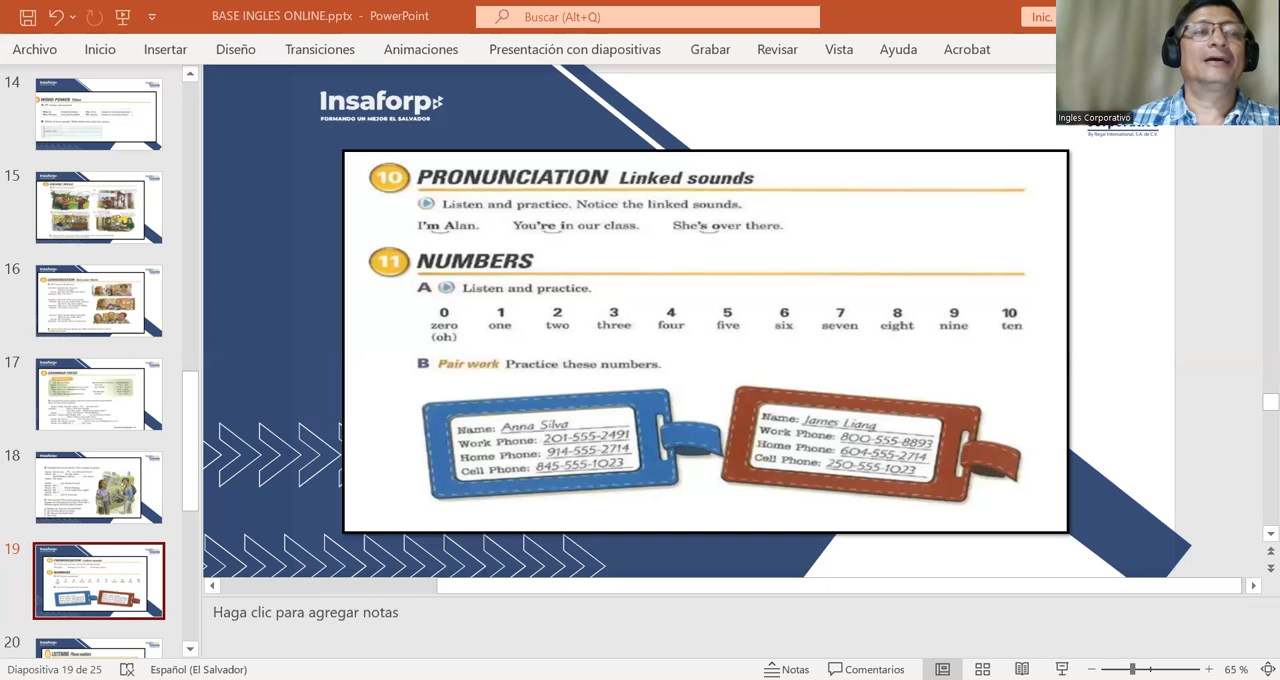 BASE INGLES ONLINE.pptx - PowerPoint
Buscar (Alt+Q)
Inic.
Archivo Inicio Insertar Diseño Transiciones Animaciones Presentación con diapositivas Grabar Revisar Vista Ayuda Acrobat
Ingles Corporativo
By Regal International, S.A. de C.V.
14
15
16
17
18
19
20
Insaforp
FORMANDO UN MEJOR EL SALVADOR
10 PRONUNCIATION Linked sounds
Listen and practice. Notice the linked sounds.
I'm Alan. You're in our class. She's over there.
11 NUMBERS
A Listen and practice.
0 1 2 3 4 5 6 7 8 9 10
zero one two three four five six seven eight nine ten
(oh)
B Pair work Practice these numbers.
Name: Anna Silva
Work Phone: 201-555-2491
Home Phone: 914-555-2714
Cell Phone: 845-555-1023
Name: James Liang
Work Phone: 800-555-8893
Home Phone: 604-555-2714
Cell Phone: 250-555-1023
Haga clic para agregar notas
Diapositiva 19 de 25 Español (El Salvador) Notas Comentarios 65 %